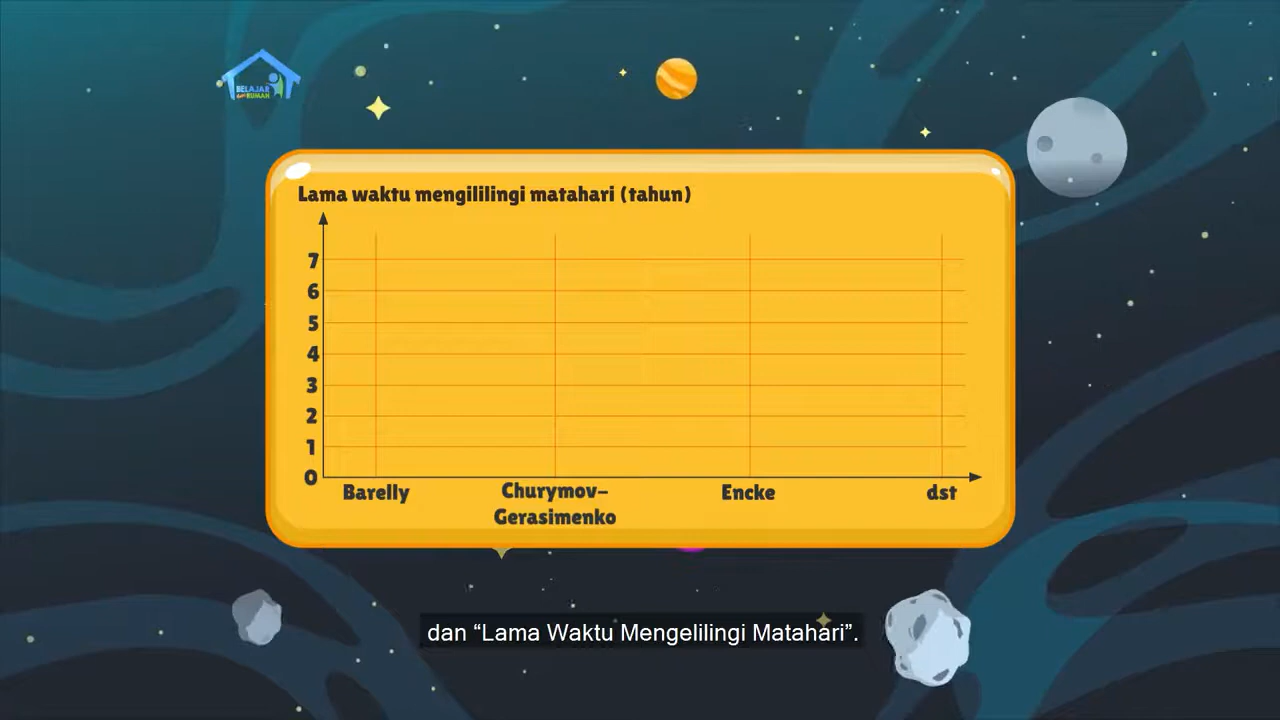 BELAJAR
dari RUMAH
Lama waktu mengililingi matahari (tahun)
7
6
5
4
3
2
1
0
Barelly
Churymov-
Gerasimenko
Encke
dst
dan “Lama Waktu Mengelilingi Matahari”.